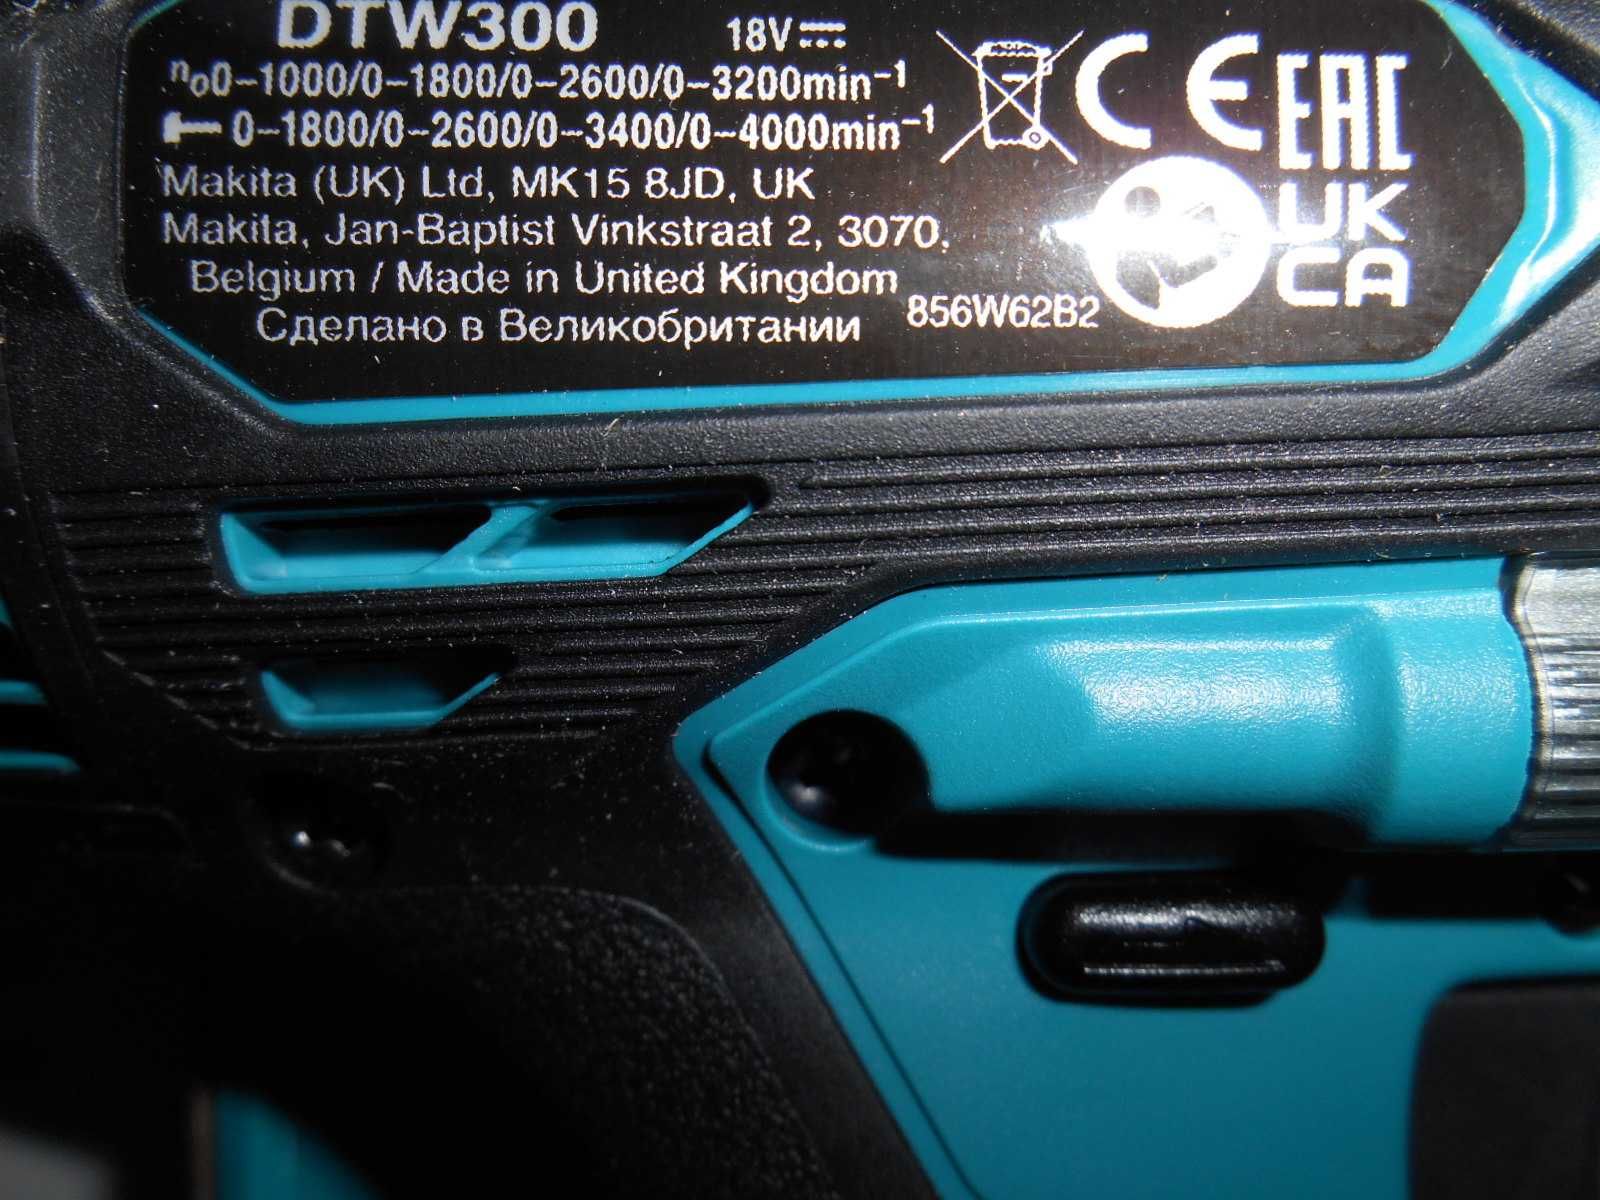 DTW300 18V
n₀0-1000/0-1800/0-2600/0-3200min⁻¹
0-1800/0-2600/0-3400/0-4000min⁻¹
Makita (UK) Ltd, MK15 8JD, UK
Makita, Jan-Baptist Vinkstraat 2, 3070,
Belgium / Made in United Kingdom
Сделано в Великобритании
856W62B2
CE
EAC
UK
CA